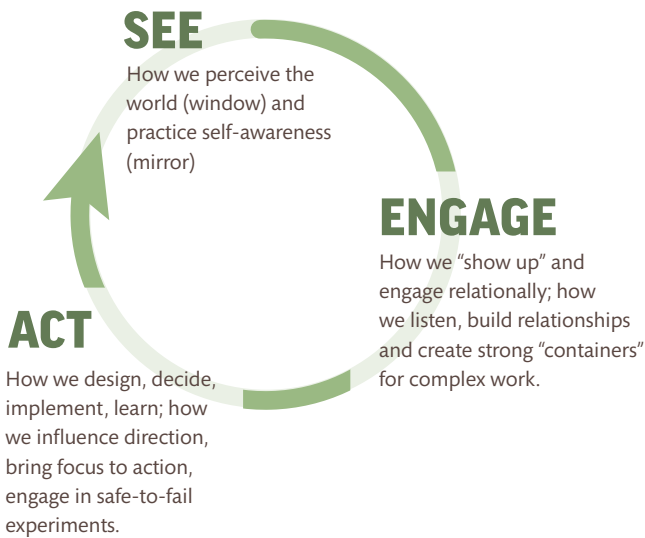 SEE
How we perceive the
world (window) and
practice self-awareness
(mirror)
ENGAGE
How we “show up” and
engage relationally; how
we listen, build relationships
and create strong “containers”
for complex work.
ACT
How we design, decide,
implement, learn; how
we influence direction,
bring focus to action,
engage in safe-to-fail
experiments.